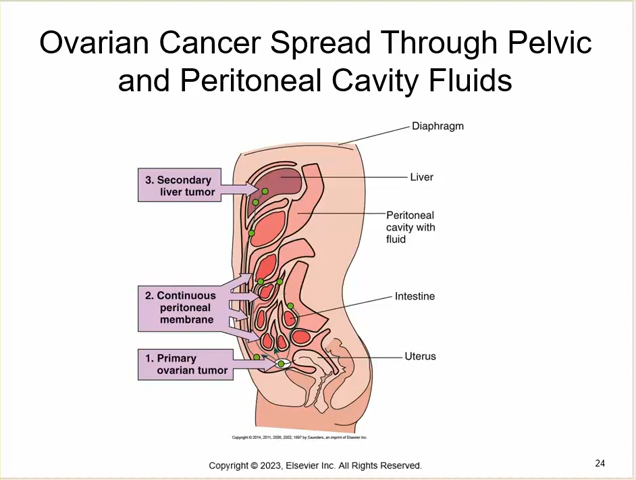 Ovarian Cancer Spread Through Pelvic
and Peritoneal Cavity Fluids
Diaphragm
3. Secondary
liver tumor
Liver
Peritoneal
cavity with
fluid
2. Continuous
peritoneal
membrane
Intestine
1. Primary
ovarian tumor
Uterus
Copyright © 2014, 2011, 2006, 2002, 1997 by Saunders, an imprint of Elsevier Inc.
Copyright © 2023, Elsevier Inc. All Rights Reserved.
24